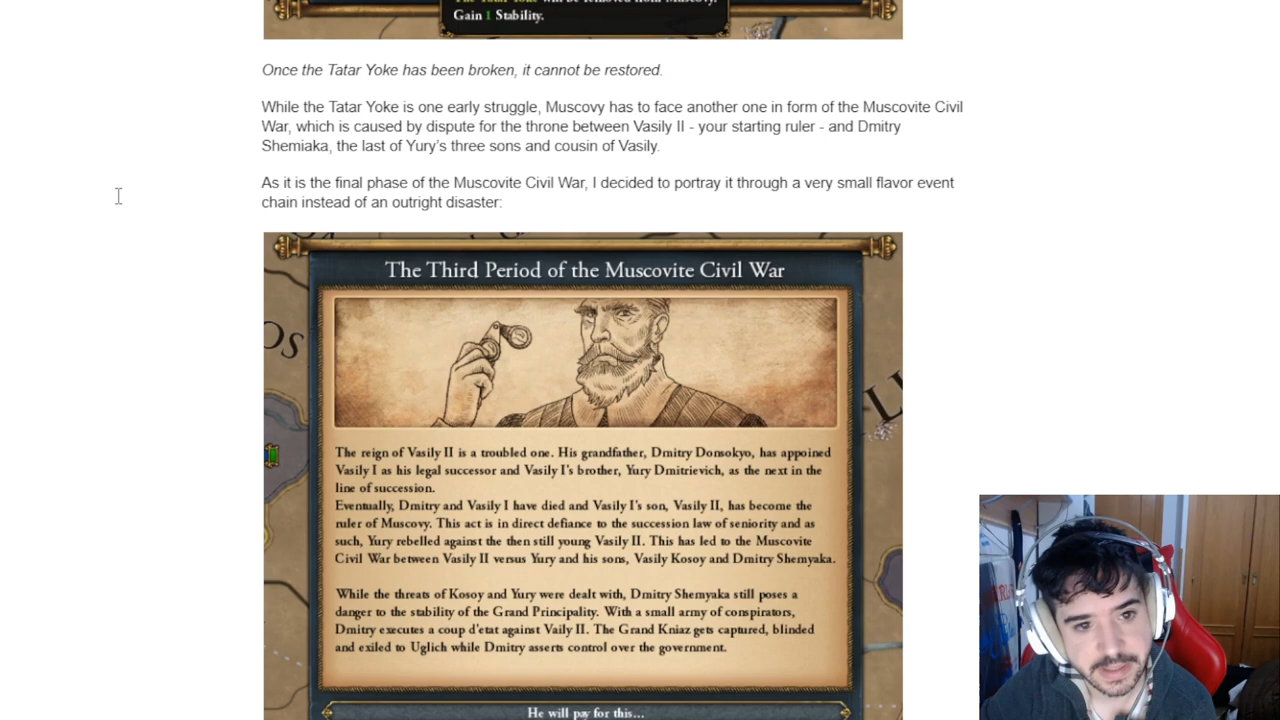 The Tatar Yoke will be removed from Muscovy.
Gain 1 Stability.
Once the Tatar Yoke has been broken, it cannot be restored.
While the Tatar Yoke is one early struggle, Muscovy has to face another one in form of the Muscovite Civil
War, which is caused by dispute for the throne between Vasily II - your starting ruler - and Dmitry
Shemiaka, the last of Yury's three sons and cousin of Vasily.
As it is the final phase of the Muscovite Civil War, I decided to portray it through a very small flavor event
chain instead of an outright disaster:
The Third Period of the Muscovite Civil War
OS
LI
The reign of Vasily II is a troubled one. His grandfather, Dmitry Donsokyo, has appoined
Vasily I as his legal successor and Vasily I's brother, Yury Dmitrievich, as the next in the
line of succession.
Eventually, Dmitry and Vasily I have died and Vasily I's son, Vasily II, has become the
ruler of Muscovy. This act is in direct defiance to the succession law of seniority and as
such, Yury rebelled against the then still young Vasily II. This has led to the Muscovite
Civil War between Vasily II versus Yury and his sons, Vasily Kosoy and Dmitry Shemyaka.
While the threats of Kosoy and Yury were dealt with, Dmitry Shemyaka still poses a
danger to the stability of the Grand Principality. With a small army of conspirators,
Dmitry executes a coup d'etat against Vaily II. The Grand Kniaz gets captured, blinded
and exiled to Uglich while Dmitry asserts control over the government.
He will pay for this...